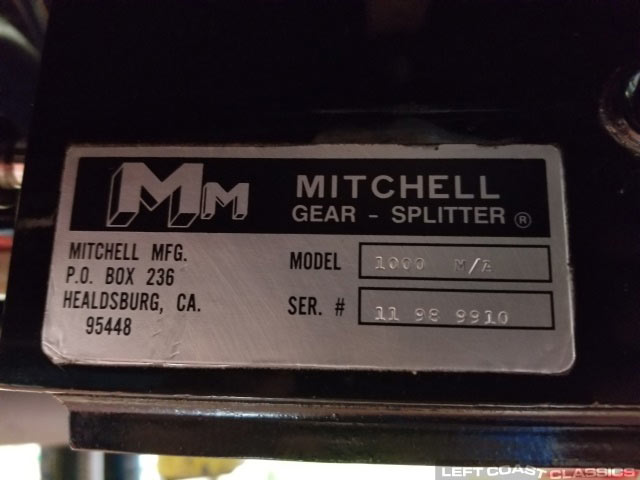 Mm MITCHELL
GEAR - SPLITTER ®
MITCHELL MFG.
P.O. BOX 236
HEALDSBURG, CA.
95448
MODEL 1000 M/A
SER. # 11 98 9910
LEFT COAST CLASSICS